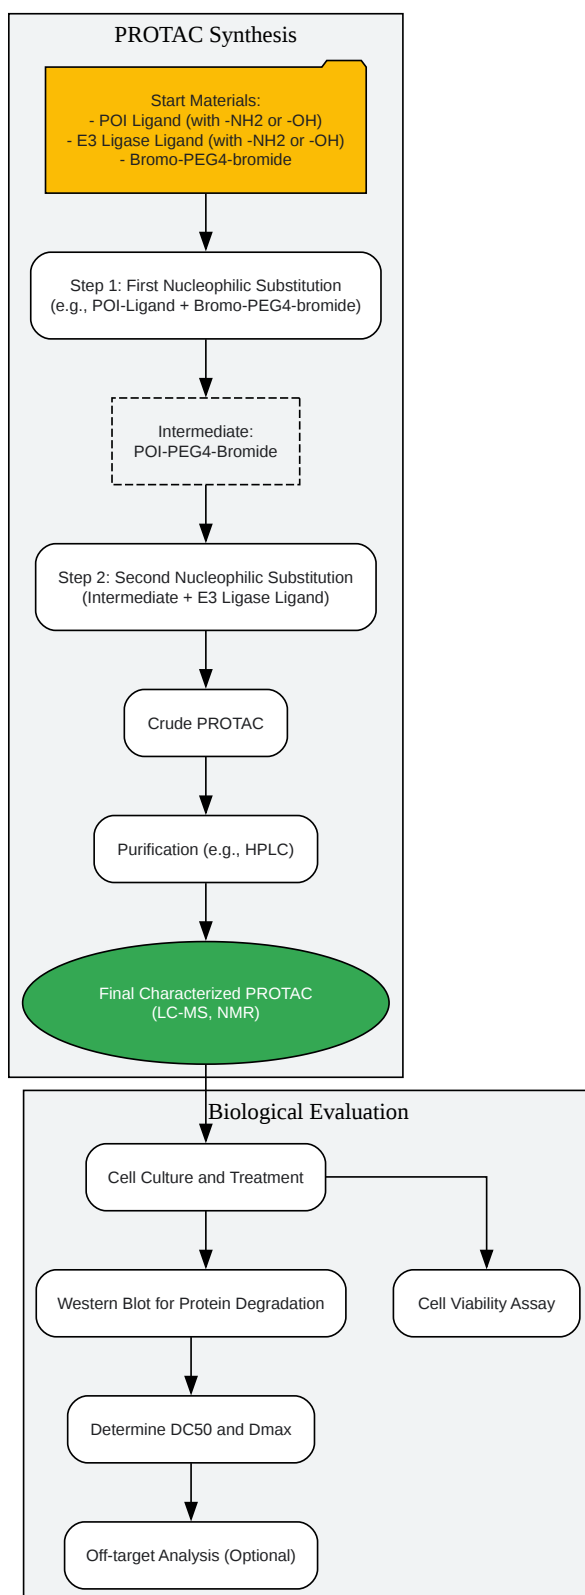 PROTAC Synthesis
Start Materials:
- POI Ligand (with -NH2 or -OH)
- E3 Ligase Ligand (with -NH2 or -OH)
- Bromo-PEG4-bromide
Step 1: First Nucleophilic Substitution
(e.g., POI-Ligand + Bromo-PEG4-bromide)
Intermediate:
POI-PEG4-Bromide
Step 2: Second Nucleophilic Substitution
(Intermediate + E3 Ligase Ligand)
Crude PROTAC
Purification (e.g., HPLC)
Final Characterized PROTAC
(LC-MS, NMR)
Biological Evaluation
Cell Culture and Treatment
Western Blot for Protein Degradation
Cell Viability Assay
Determine DC50 and Dmax
Off-target Analysis (Optional)